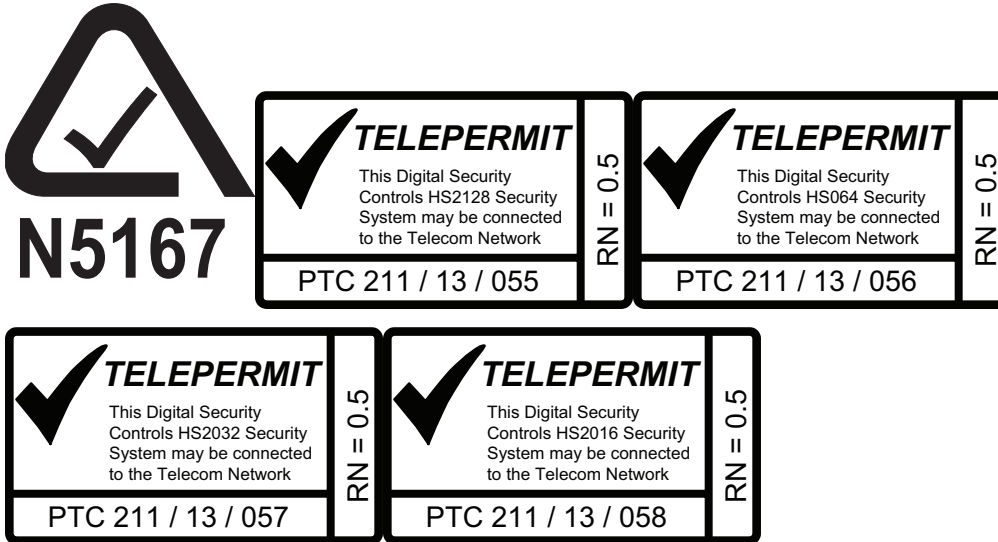 N5167
TELEPERMIT
This Digital Security
Controls HS2128 Security
System may be connected
to the Telecom Network
RN = 0.5
PTC 211 / 13 / 055
TELEPERMIT
This Digital Security
Controls HS064 Security
System may be connected
to the Telecom Network
RN = 0.5
PTC 211 / 13 / 056
TELEPERMIT
This Digital Security
Controls HS2032 Security
System may be connected
to the Telecom Network
RN = 0.5
PTC 211 / 13 / 057
TELEPERMIT
This Digital Security
Controls HS2016 Security
System may be connected
to the Telecom Network
RN = 0.5
PTC 211 / 13 / 058